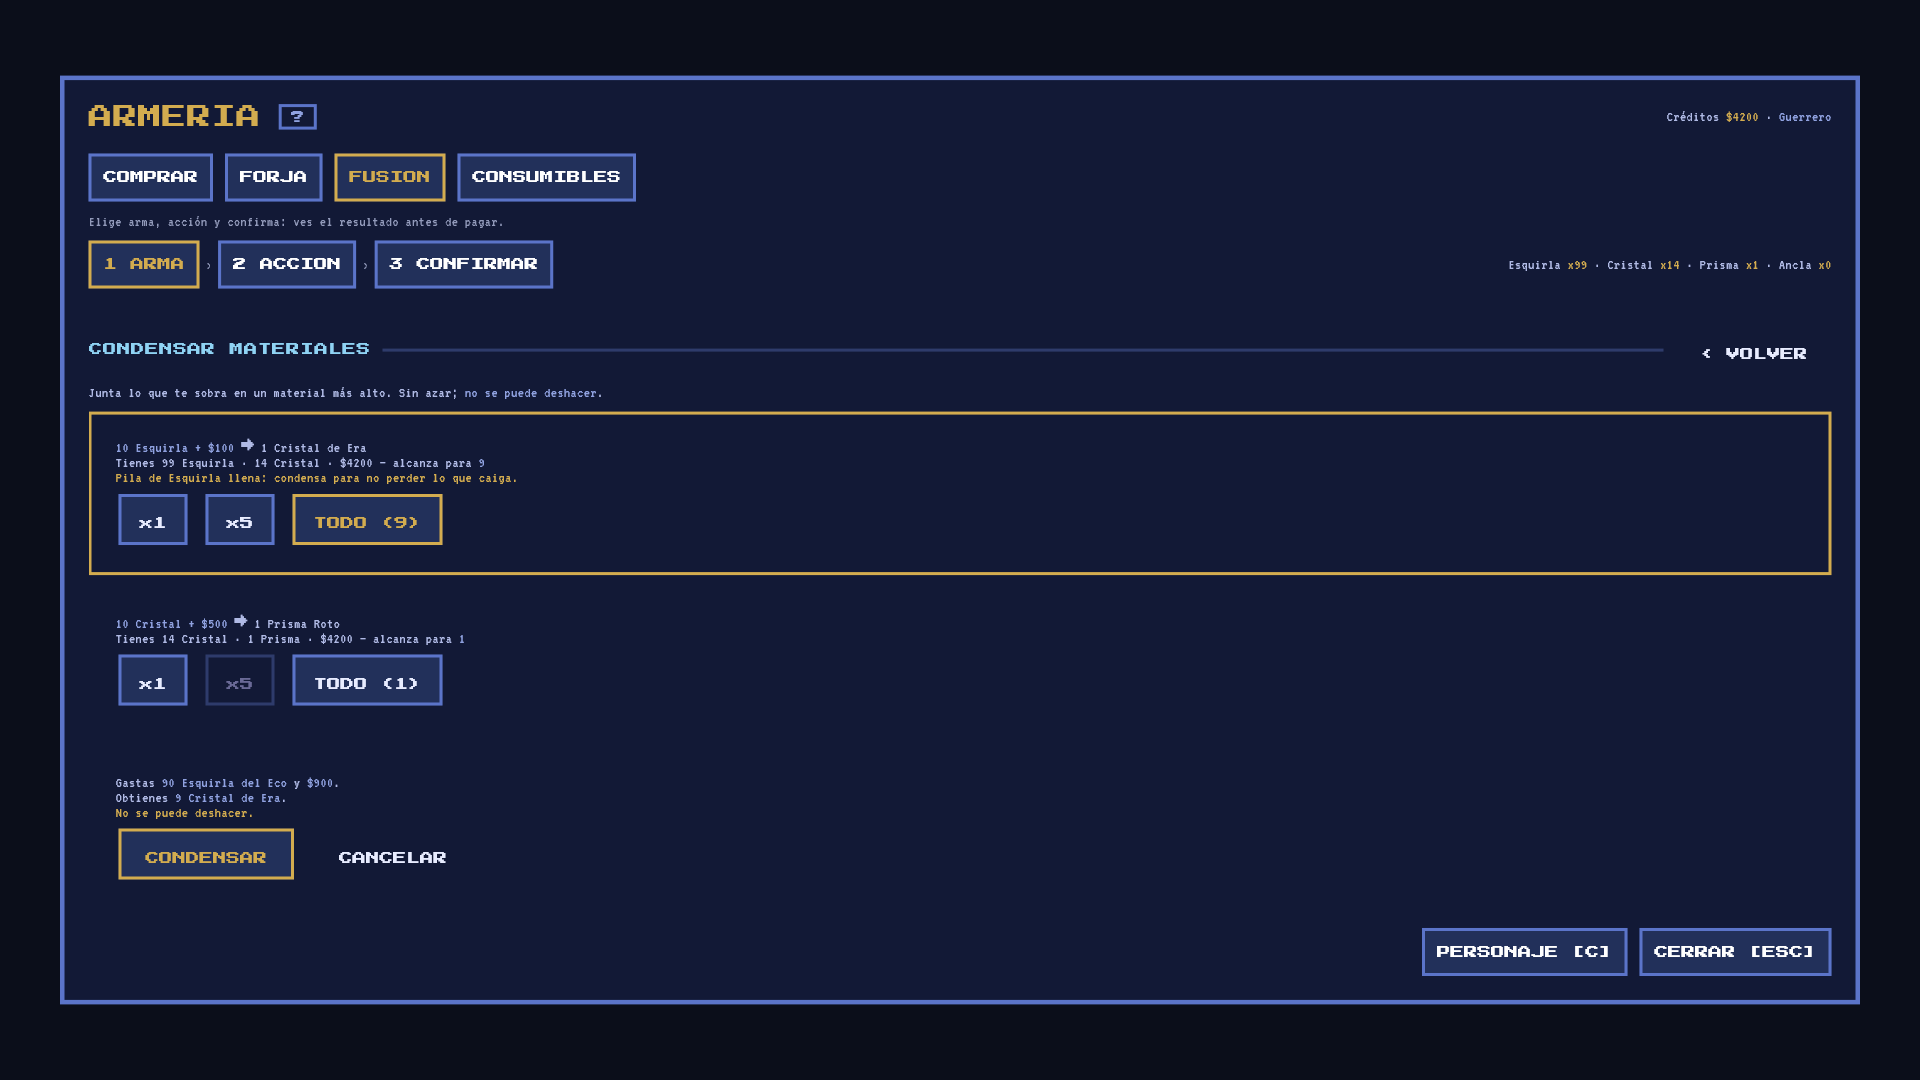 ARMERIA ?
Créditos $4200 · Guerrero
COMPRAR FORJA FUSION CONSUMIBLES
Elige arma, acción y confirma: ves el resultado antes de pagar.
1 ARMA › 2 ACCION › 3 CONFIRMAR
Esquirla x99 · Cristal x14 · Prisma x1 · Ancla x0
CONDENSAR MATERIALES
‹ VOLVER
Junta lo que te sobra en un material más alto. Sin azar; no se puede deshacer.
10 Esquirla + $100 → 1 Cristal de Era
Tienes 99 Esquirla · 14 Cristal · $4200 — alcanza para 9
Pila de Esquirla llena: condensa para no perder lo que caiga.
x1 x5 TODO (9)
10 Cristal + $500 → 1 Prisma Roto
Tienes 14 Cristal · 1 Prisma · $4200 — alcanza para 1
x1 x5 TODO (1)
Gastas 90 Esquirla del Eco y $900.
Obtienes 9 Cristal de Era.
No se puede deshacer.
CONDENSAR CANCELAR
PERSONAJE [C] CERRAR [ESC]